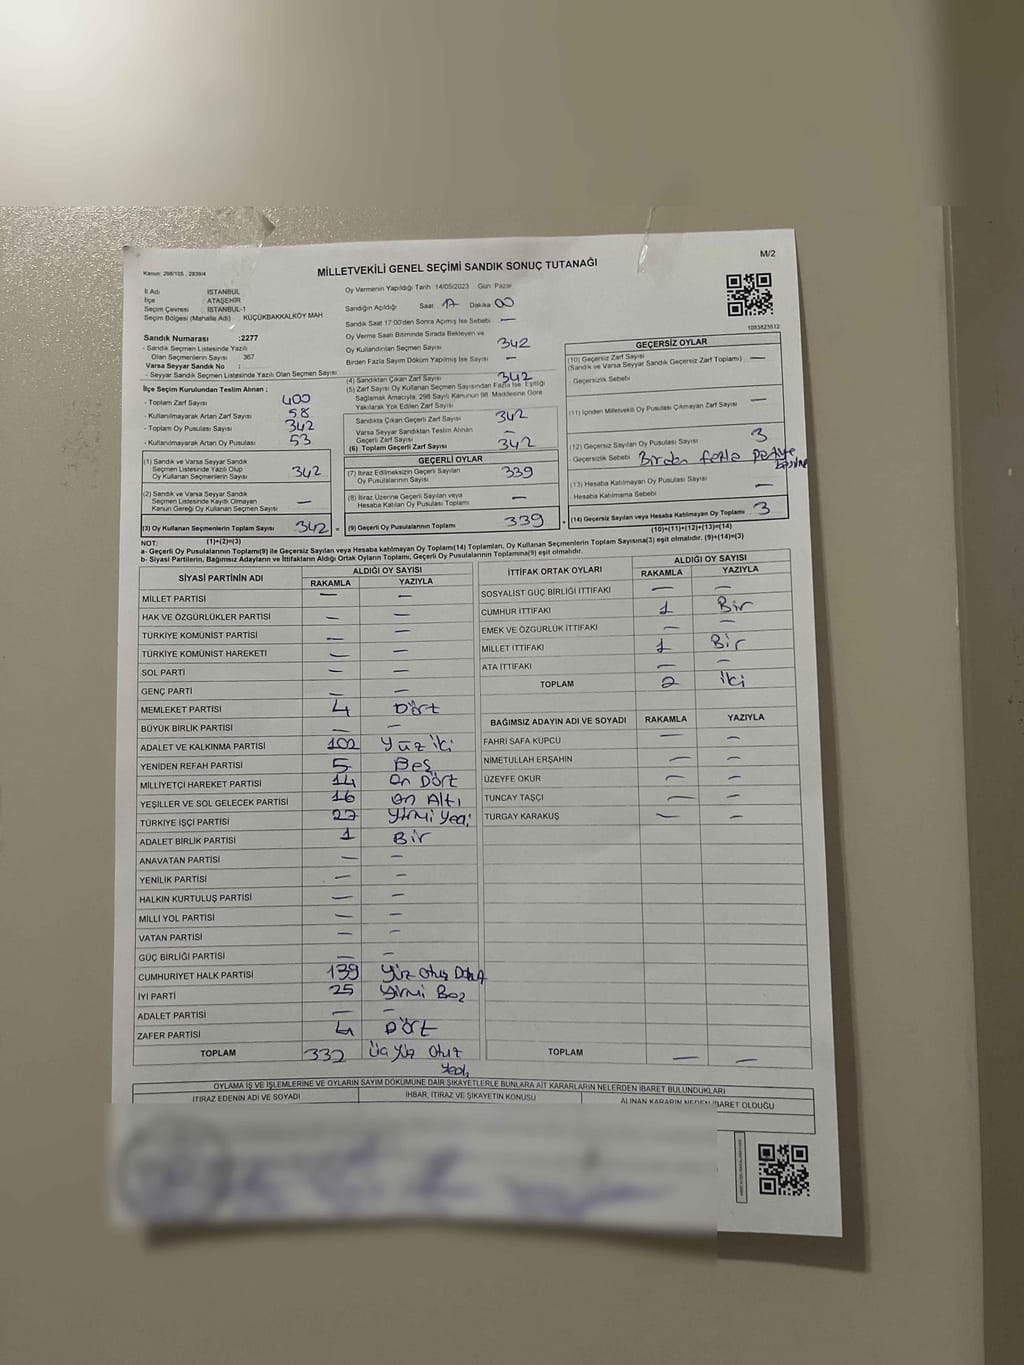 M/2
Kanun: 298/105 , 2839/4
MİLLETVEKİLİ GENEL SEÇİMİ SANDIK SONUÇ TUTANAĞI
İl Adı : İSTANBUL
İlçe : ATAŞEHİR
Seçim Çevresi : İSTANBUL-1
Seçim Bölgesi (Mahalle Adı) : KÜÇÜKBAKKALKÖY MAH
Sandık Numarası :2277
- Sandık Seçmen Listesinde Yazılı
Olan Seçmenlerin Sayısı : 367
Varsa Seyyar Sandık No :
- Seyyar Sandık Seçmen Listesinde Yazılı Olan Seçmen Sayısı
İlçe Seçim Kurulundan Teslim Alınan ;
- Toplam Zarf Sayısı 400
- Kullanılmayarak Artan Zarf Sayısı 58
- Toplam Oy Pusulası 342
- Kullanılmayarak Artan Oy Pusulası 53
(1) Sandık ve Varsa Seyyar Sandık
Seçmen Listesinde Yazılı Olup
Oy Kullanan Seçmenlerin Sayısı 342
(2) Sandık ve Varsa Seyyar Sandık
Seçmen Listesinde Kayıtlı Olmayan
Kanun Gereği Oy Kullanan Seçmen Sayısı —
(3) Oy Kullanan Seçmenlerin Toplam Sayısı 342 =
(1)+(2)=(3)
Oy Vermenin Yapıldığı Tarih :14/05/2023 Gün :Pazar
Sandığın Açıldığı Saat 17 Dakika 00
Sandık Saat 17:00'den Sonra Açılmış İse Sebebi —
Oy Verme Saati Bitiminde Sırada Bekleyen ve
Oy Kullandırılan Seçmen Sayısı 342
Birden Fazla Sayım Döküm Yapılmış İse Sayısı —
(4) Sandıktan Çıkan Zarf Sayısı 342
(5) Zarf Sayısı Oy Kullanan Seçmen Sayısından Fazla İse, Eşitliği
Sağlamak Amacıyla; 298 Sayılı Kanunun 98. Maddesine Göre
Yakılarak Yok Edilen Zarf Sayısı
Sandıkta Çıkan Geçerli Zarf Sayısı 342
Varsa Seyyar Sandıktan Teslim Alınan
Geçerli Zarf Sayısı —
(6) Toplam Geçerli Zarf Sayısı 342
GEÇERLİ OYLAR
(7) İtiraz Edilmeksizin Geçerli Sayılan
Oy Pusulalarının Sayısı 339
(8) İtiraz Üzerine Geçerli Sayılan veya
Hesaba Katılan Oy Pusulası Toplamı —
(9) Geçerli Oy Pusulalarının Toplamı 339 +
1083823512
GEÇERSİZ OYLAR
(10) Geçersiz Zarf Sayısı
(Sandık ve Varsa Seyyar Sandık Geçersiz Zarf Toplamı) —
- Geçersizlik Sebebi
(11) İçinden Milletvekili Oy Pusulası Çıkmayan Zarf Sayısı —
(12) Geçersiz Sayılan Oy Pusulası Sayısı 3
- Geçersizlik Sebebi Birden fazla partiye
(13) Hesaba Katılmayan Oy Pusulası Sayısı —
- Hesaba Katılmama Sebebi
(14) Geçersiz Sayılan veya Hesaba Katılmayan Oy Toplamı 3
(10)+(11)+(12)+(13)=(14)
NOT:
a- Geçerli Oy Pusulalarının Toplamı(9) ile Geçersiz Sayılan veya Hesaba katılmayan Oy Toplamı(14) Toplamları, Oy Kullanan Seçmenlerin Toplam Sayısına(3) eşit olmalıdır. (9)+(14)=(3)
b- Siyasi Partilerin, Bağımsız Adayların ve İttifakların Aldığı Ortak Oyların Toplamı, Geçerli Oy Pusulalarının Toplamına(9) eşit olmalıdır.
SİYASİ PARTİNİN ADI ALDIĞI OY SAYISI
RAKAMLA YAZIYLA
MİLLET PARTİSİ — —
HAK VE ÖZGÜRLÜKLER PARTİSİ — —
TÜRKİYE KOMÜNİST PARTİSİ — —
TÜRKİYE KOMÜNİST HAREKETİ — —
SOL PARTİ — —
GENÇ PARTİ — —
MEMLEKET PARTİSİ 4 Dört
BÜYÜK BİRLİK PARTİSİ — —
ADALET VE KALKINMA PARTİSİ 102 Yüz iki
YENİDEN REFAH PARTİSİ 5 Beş
MİLLİYETÇİ HAREKET PARTİSİ 14 On Dört
YEŞİLLER VE SOL GELECEK PARTİSİ 16 On Altı
TÜRKİYE İŞÇİ PARTİSİ 27 Yirmi Yedi
ADALET BİRLİK PARTİSİ 1 Bir
ANAVATAN PARTİSİ — —
YENİLİK PARTİSİ — —
HALKIN KURTULUŞ PARTİSİ — —
MİLLİ YOL PARTİSİ — —
VATAN PARTİSİ — —
GÜÇ BİRLİĞİ PARTİSİ — —
CUMHURİYET HALK PARTİSİ 139 Yüz Otuz Dokuz
İYİ PARTİ 25 Yirmi Beş
ADALET PARTİSİ — —
ZAFER PARTİSİ 4 Dört
TOPLAM 337 Üç Yüz Otuz
Yedi
İTTİFAK ORTAK OYLARI ALDIĞI OY SAYISI
RAKAMLA YAZIYLA
SOSYALİST GÜÇ BİRLİĞİ İTTİFAKI — —
CUMHUR İTTİFAKI 1 Bir
EMEK VE ÖZGÜRLÜK İTTİFAKI — —
MİLLET İTTİFAKI 1 Bir
ATA İTTİFAKI — —
TOPLAM 2 İki
BAĞIMSIZ ADAYIN ADI VE SOYADI RAKAMLA YAZIYLA
FAHRİ SAFA KÜPCÜ — —
NİMETULLAH ERŞAHİN — —
ÜZEYFE OKUR — —
TUNCAY TAŞÇI — —
TURGAY KARAKUŞ — —
TOPLAM — —
OYLAMA İŞ VE İŞLEMLERİNE VE OYLARIN SAYIM DÖKÜMÜNE DAİR ŞİKAYETLERLE BUNLARA AİT KARARLARIN NELERDEN İBARET BULUNDUKLARI
İTİRAZ EDENİN ADI VE SOYADI İHBAR, İTİRAZ VE ŞİKAYETİN KONUSU ALINAN KARARIN NEDEN İBARET OLDUĞU